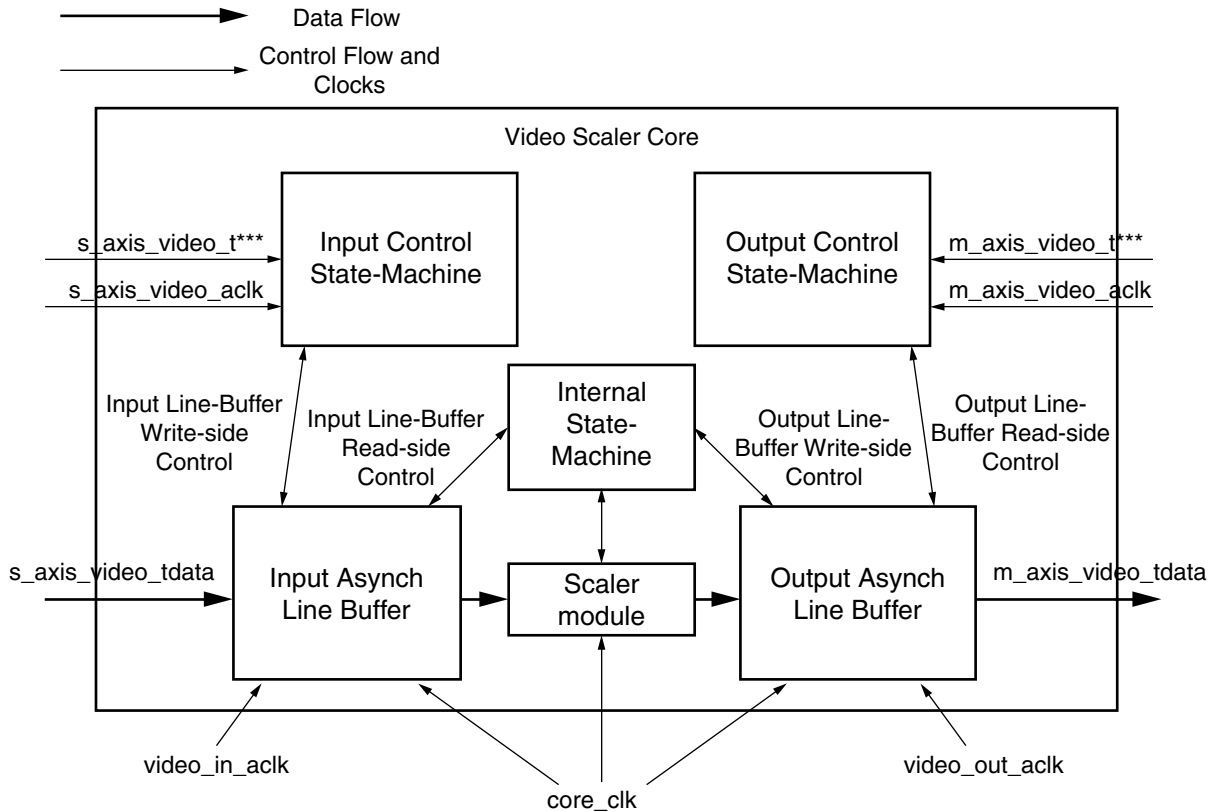 Data Flow
Control Flow and
Clocks
Video Scaler Core
Input Control
State-Machine
Output Control
State-Machine
s_axis_video_t***
s_axis_video_aclk
m_axis_video_t***
m_axis_video_aclk
Input Line-Buffer
Write-side
Control
Input Line-Buffer
Read-side
Control
Internal
State-
Machine
Output Line-
Buffer Write-side
Control
Output Line-
Buffer Read-side
Control
s_axis_video_tdata
Input Asynch
Line Buffer
Scaler
module
Output Asynch
Line Buffer
m_axis_video_tdata
video_in_aclk
core_clk
video_out_aclk